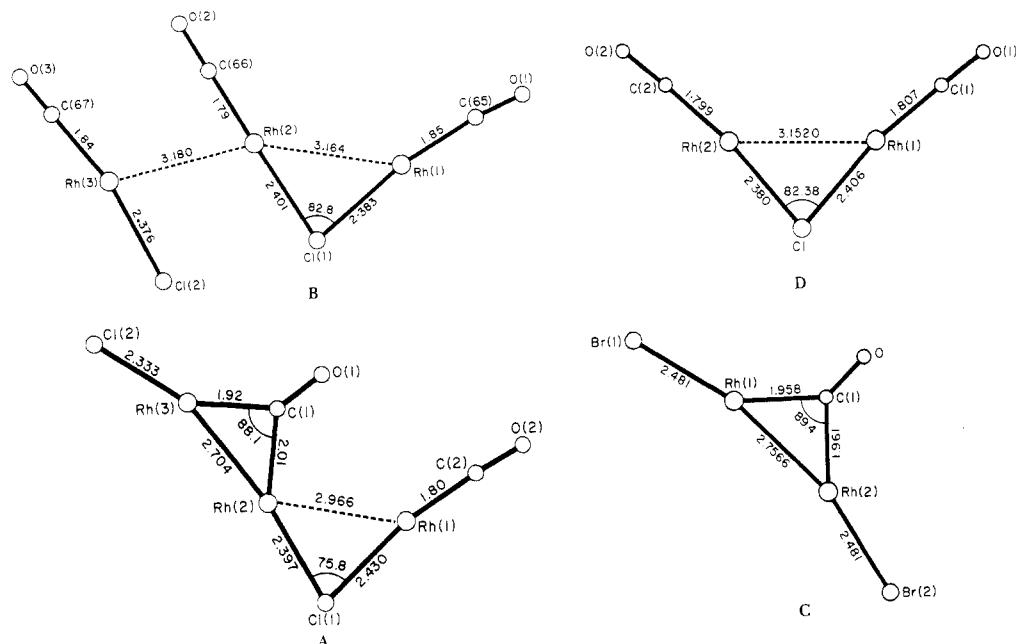 O(2)
O(3)
C(66)
C(67)
1.79
O(1)
C(65)
1.84
Rh(2)
1.85
3.180
3.164
Rh(3)
Rh(1)
2.401
82.8
2.383
2.376
Cl(1)
Cl(2)
B
O(2)
O(1)
C(2)
C(1)
1.799
1.807
3.1520
Rh(2)
Rh(1)
2.380
82.38
2.406
Cl
D
Cl(2)
2.333
O(1)
1.92
Rh(3)
C(1)
88.1
2.01
O(2)
2.704
C(2)
1.80
2.966
Rh(2)
Rh(1)
2.397
75.8
2.430
Cl(1)
A
Br(1)
O
2.481
Rh(1)
1.958
C(1)
89.4
1.961
2.7566
Rh(2)
2.481
Br(2)
C